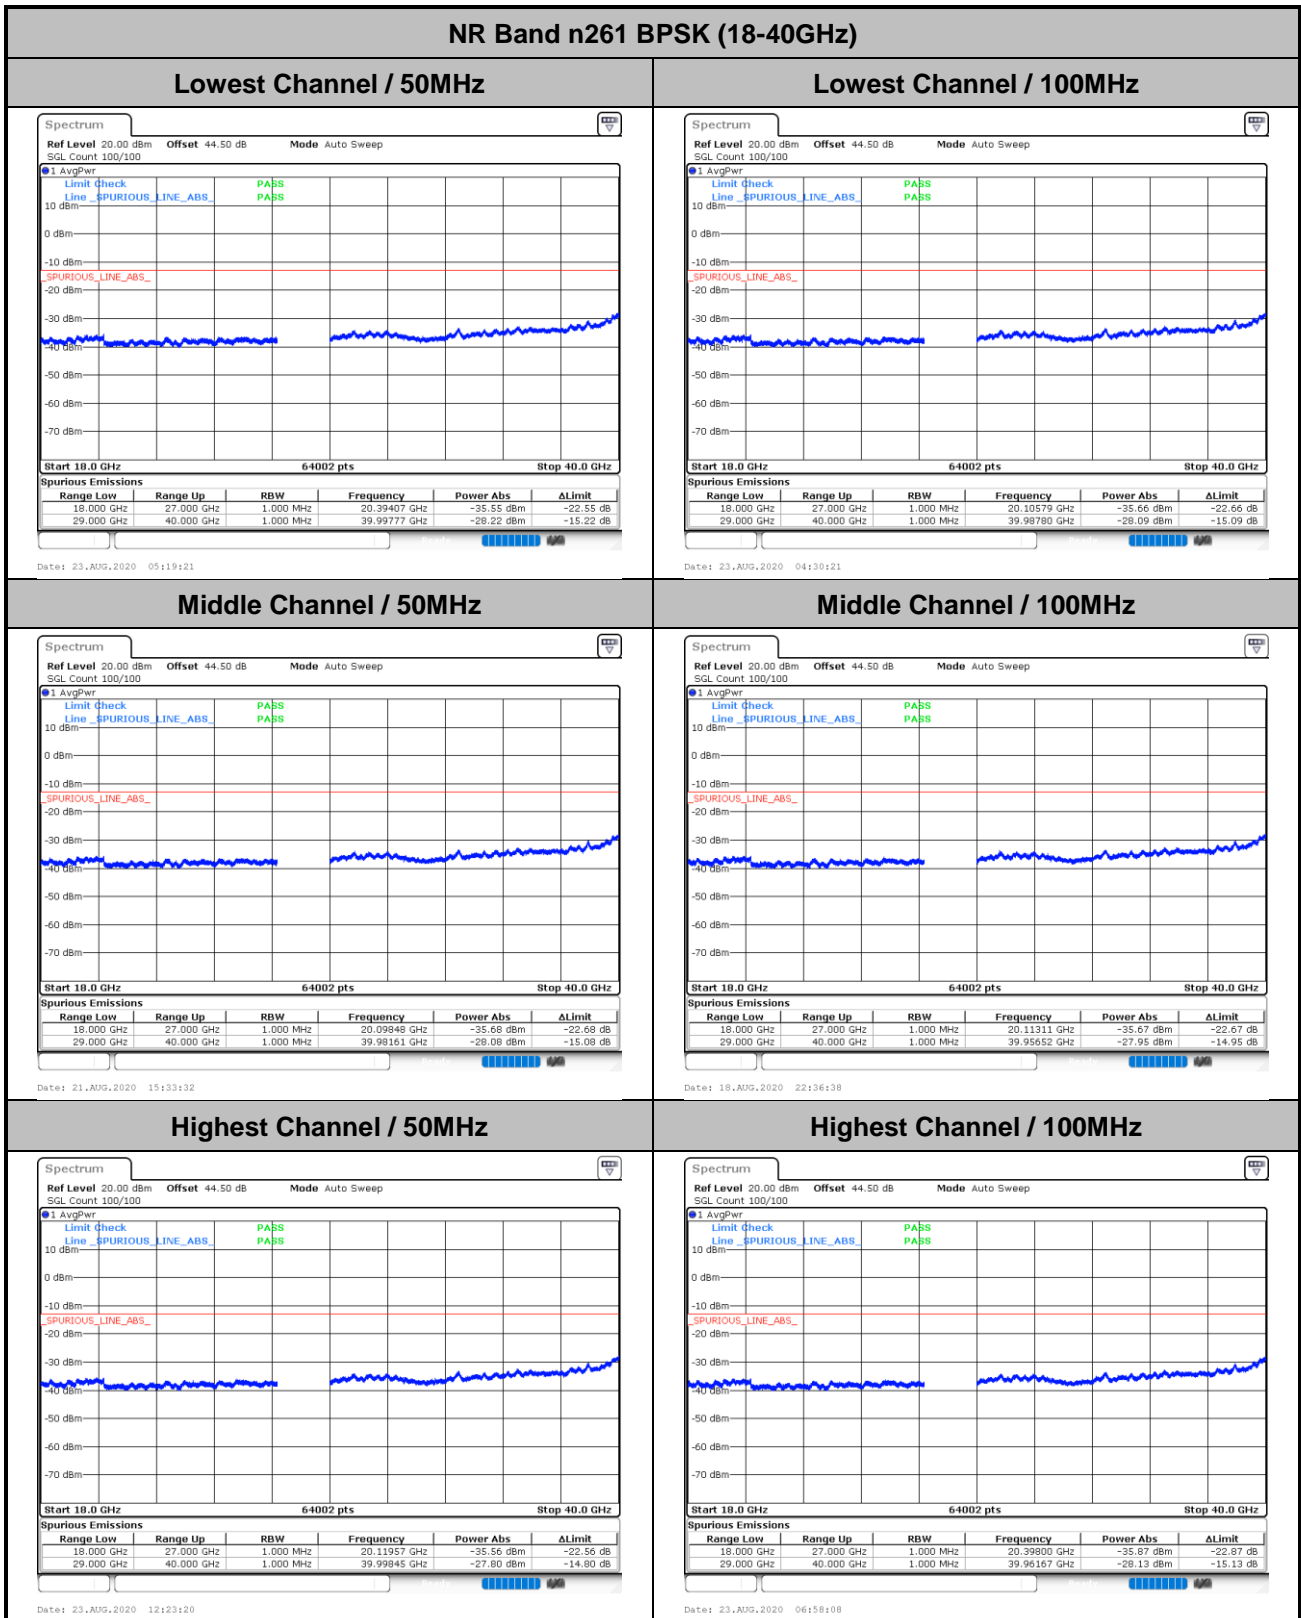 NR Band n261 BPSK (18-40GHz)
Lowest Channel / 50MHz
Lowest Channel / 100MHz
Spectrum
Ref Level 20.00 dBm Offset 44.50 dB Mode Auto Sweep
SGL Count 100/100
1 AvgPwr
Limit Check PASS
Line _SPURIOUS_LINE_ABS_ PASS
10 dBm
0 dBm
-10 dBm
_SPURIOUS_LINE_ABS_
-20 dBm
-30 dBm
-40 dBm
-50 dBm
-60 dBm
-70 dBm
Start 18.0 GHz 64002 pts Stop 40.0 GHz
Spurious Emissions
Range Low Range Up RBW Frequency Power Abs ΔLimit
18.000 GHz 27.000 GHz 1.000 MHz 20.39407 GHz -35.55 dBm -22.55 dB
29.000 GHz 40.000 GHz 1.000 MHz 39.99777 GHz -28.22 dBm -15.22 dB
Date: 23.AUG.2020 05:19:21
Spectrum
Ref Level 20.00 dBm Offset 44.50 dB Mode Auto Sweep
SGL Count 100/100
1 AvgPwr
Limit Check PASS
Line _SPURIOUS_LINE_ABS_ PASS
10 dBm
0 dBm
-10 dBm
_SPURIOUS_LINE_ABS_
-20 dBm
-30 dBm
-40 dBm
-50 dBm
-60 dBm
-70 dBm
Start 18.0 GHz 64002 pts Stop 40.0 GHz
Spurious Emissions
Range Low Range Up RBW Frequency Power Abs ΔLimit
18.000 GHz 27.000 GHz 1.000 MHz 20.10579 GHz -35.66 dBm -22.66 dB
29.000 GHz 40.000 GHz 1.000 MHz 39.98780 GHz -28.09 dBm -15.09 dB
Date: 23.AUG.2020 04:30:21
Middle Channel / 50MHz
Middle Channel / 100MHz
Spectrum
Ref Level 20.00 dBm Offset 44.50 dB Mode Auto Sweep
SGL Count 100/100
1 AvgPwr
Limit Check PASS
Line _SPURIOUS_LINE_ABS_ PASS
10 dBm
0 dBm
-10 dBm
_SPURIOUS_LINE_ABS_
-20 dBm
-30 dBm
-40 dBm
-50 dBm
-60 dBm
-70 dBm
Start 18.0 GHz 64002 pts Stop 40.0 GHz
Spurious Emissions
Range Low Range Up RBW Frequency Power Abs ΔLimit
18.000 GHz 27.000 GHz 1.000 MHz 20.09848 GHz -35.68 dBm -22.68 dB
29.000 GHz 40.000 GHz 1.000 MHz 39.98161 GHz -28.08 dBm -15.08 dB
Date: 21.AUG.2020 15:33:32
Spectrum
Ref Level 20.00 dBm Offset 44.50 dB Mode Auto Sweep
SGL Count 100/100
1 AvgPwr
Limit Check PASS
Line _SPURIOUS_LINE_ABS_ PASS
10 dBm
0 dBm
-10 dBm
_SPURIOUS_LINE_ABS_
-20 dBm
-30 dBm
-40 dBm
-50 dBm
-60 dBm
-70 dBm
Start 18.0 GHz 64002 pts Stop 40.0 GHz
Spurious Emissions
Range Low Range Up RBW Frequency Power Abs ΔLimit
18.000 GHz 27.000 GHz 1.000 MHz 20.11311 GHz -35.67 dBm -22.67 dB
29.000 GHz 40.000 GHz 1.000 MHz 39.95652 GHz -27.95 dBm -14.95 dB
Date: 18.AUG.2020 22:36:38
Highest Channel / 50MHz
Highest Channel / 100MHz
Spectrum
Ref Level 20.00 dBm Offset 44.50 dB Mode Auto Sweep
SGL Count 100/100
1 AvgPwr
Limit Check PASS
Line _SPURIOUS_LINE_ABS_ PASS
10 dBm
0 dBm
-10 dBm
_SPURIOUS_LINE_ABS_
-20 dBm
-30 dBm
-40 dBm
-50 dBm
-60 dBm
-70 dBm
Start 18.0 GHz 64002 pts Stop 40.0 GHz
Spurious Emissions
Range Low Range Up RBW Frequency Power Abs ΔLimit
18.000 GHz 27.000 GHz 1.000 MHz 20.11957 GHz -35.56 dBm -22.56 dB
29.000 GHz 40.000 GHz 1.000 MHz 39.99845 GHz -27.80 dBm -14.80 dB
Date: 23.AUG.2020 12:23:20
Spectrum
Ref Level 20.00 dBm Offset 44.50 dB Mode Auto Sweep
SGL Count 100/100
1 AvgPwr
Limit Check PASS
Line _SPURIOUS_LINE_ABS_ PASS
10 dBm
0 dBm
-10 dBm
_SPURIOUS_LINE_ABS_
-20 dBm
-30 dBm
-40 dBm
-50 dBm
-60 dBm
-70 dBm
Start 18.0 GHz 64002 pts Stop 40.0 GHz
Spurious Emissions
Range Low Range Up RBW Frequency Power Abs ΔLimit
18.000 GHz 27.000 GHz 1.000 MHz 20.39800 GHz -35.87 dBm -22.87 dB
29.000 GHz 40.000 GHz 1.000 MHz 39.96167 GHz -28.13 dBm -15.13 dB
Date: 23.AUG.2020 06:58:08